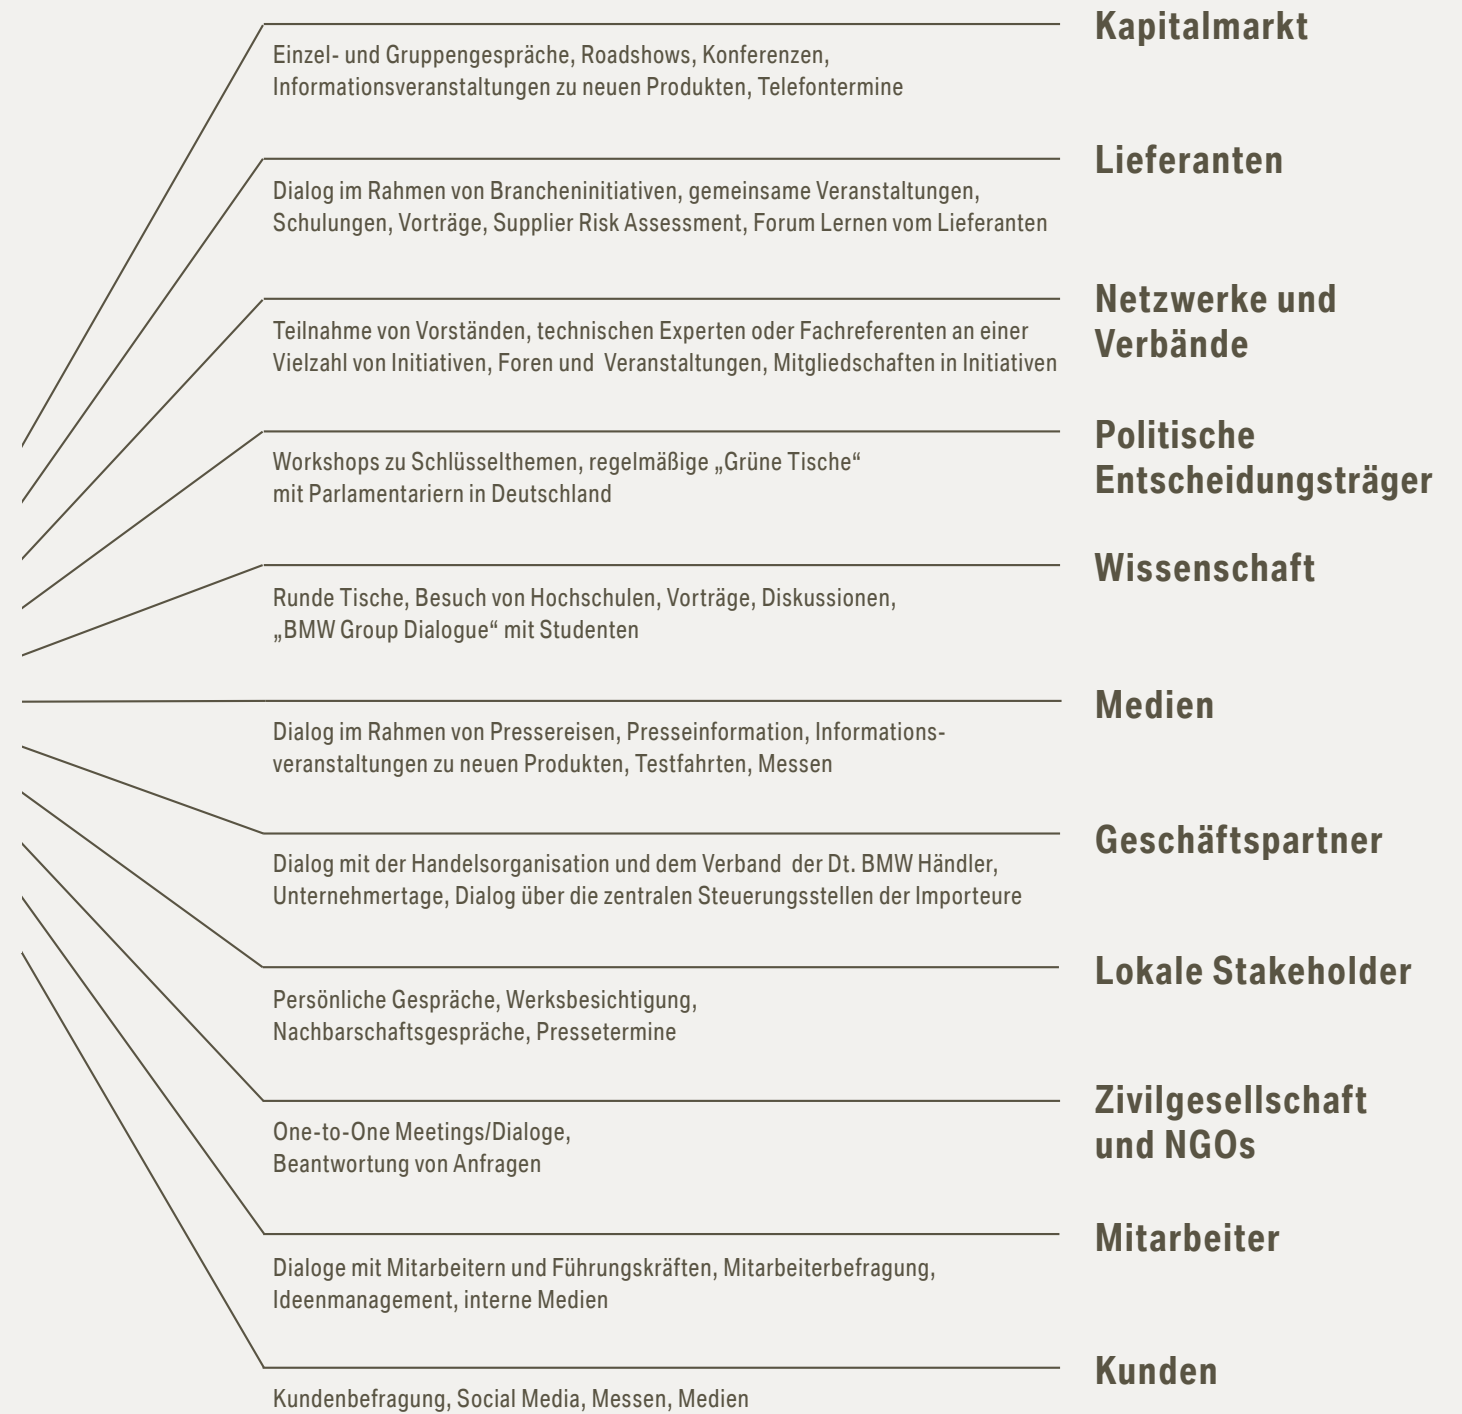 Kapitalmarkt
Einzel- und Gruppengespräche, Roadshows, Konferenzen,
Informationsveranstaltungen zu neuen Produkten, Telefontermine
Lieferanten
Dialog im Rahmen von Brancheninitiativen, gemeinsame Veranstaltungen,
Schulungen, Vorträge, Supplier Risk Assessment, Forum Lernen vom Lieferanten
Netzwerke und
Verbände
Teilnahme von Vorständen, technischen Experten oder Fachreferenten an einer
Vielzahl von Initiativen, Foren und Veranstaltungen, Mitgliedschaften in Initiativen
Politische
Entscheidungsträger
Workshops zu Schlüsselthemen, regelmäßige „Grüne Tische“
mit Parlamentariern in Deutschland
Wissenschaft
Runde Tische, Besuch von Hochschulen, Vorträge, Diskussionen,
„BMW Group Dialogue“ mit Studenten
Medien
Dialog im Rahmen von Pressereisen, Presseinformation, Informations-
veranstaltungen zu neuen Produkten, Testfahrten, Messen
Geschäftspartner
Dialog mit der Handelsorganisation und dem Verband der Dt. BMW Händler,
Unternehmertage, Dialog über die zentralen Steuerungsstellen der Importeure
Lokale Stakeholder
Persönliche Gespräche, Werksbesichtigung,
Nachbarschaftsgespräche, Pressetermine
Zivilgesellschaft
und NGOs
One-to-One Meetings/Dialoge,
Beantwortung von Anfragen
Mitarbeiter
Dialoge mit Mitarbeitern und Führungskräften, Mitarbeiterbefragung,
Ideenmanagement, interne Medien
Kunden
Kundenbefragung, Social Media, Messen, Medien